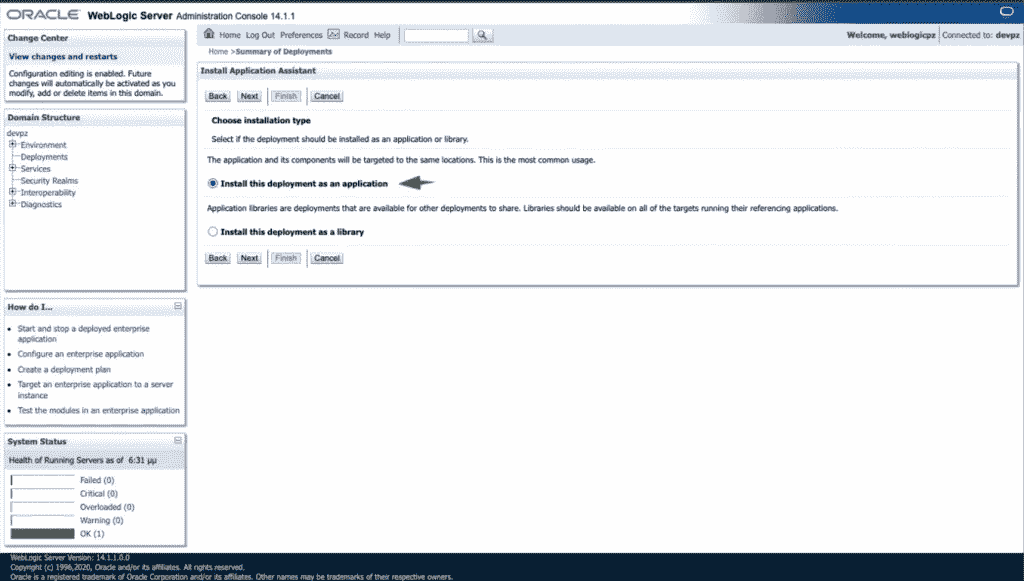 ORACLE WebLogic Server Administration Console 14.1.1
Change Center
View changes and restarts
Configuration editing is enabled. Future
changes will automatically be activated as you
modify, add or delete items in this domain.
Domain Structure
devpz
Environment
Deployments
Services
Security Realms
Interoperability
Diagnostics
How do I...
Start and stop a deployed enterprise
application
Configure an enterprise application
Create a deployment plan
Target an enterprise application to a server
instance
Test the modules in an enterprise application
System Status
Health of Running Servers as of 6:31 μμ
Failed (0)
Critical (0)
Overloaded (0)
Warning (0)
OK (1)
Home Log Out Preferences Record Help
Welcome, weblogicpz Connected to: devpz
Home >Summary of Deployments
Install Application Assistant
Back Next Finish Cancel
Choose installation type
Select if the deployment should be installed as an application or library.
The application and its components will be targeted to the same locations. This is the most common usage.
Install this deployment as an application
Application libraries are deployments that are available for other deployments to share. Libraries should be available on all of the targets running their referencing applications.
Install this deployment as a library
Back Next Finish Cancel
WebLogic Server Version: 14.1.1.0.0
Copyright (c) 1996,2020, Oracle and/or its affiliates. All rights reserved.
Oracle is a registered trademark of Oracle Corporation and/or its affiliates. Other names may be trademarks of their respective owners.